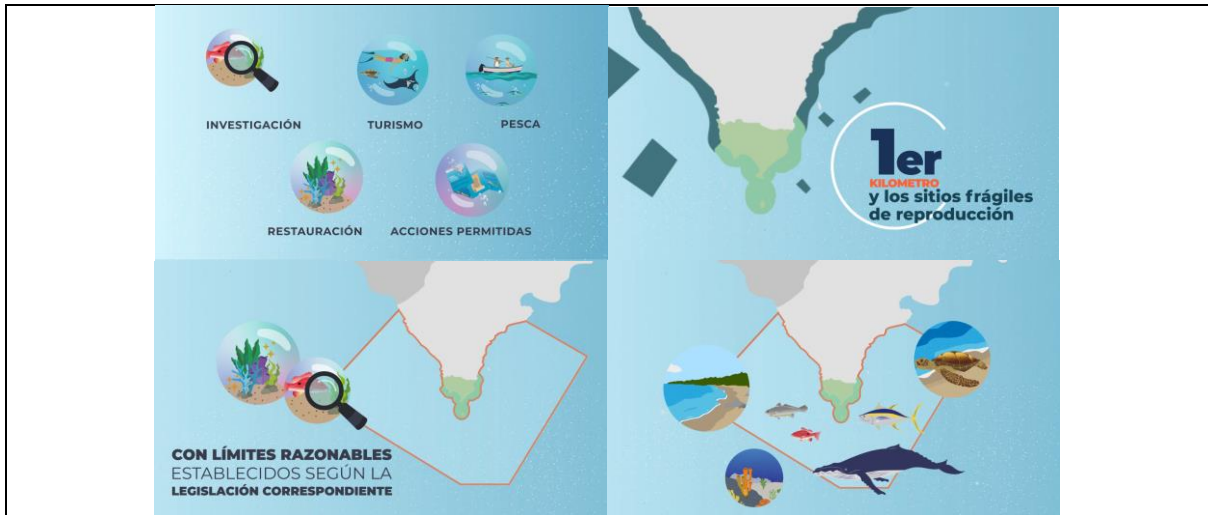 INVESTIGACIÓN
TURISMO
PESCA
RESTAURACIÓN
ACCIONES PERMITIDAS
1er
KILOMETRO
y los sitios frágiles
de reproducción
CON LÍMITES RAZONABLES
ESTABLECIDOS SEGÚN LA
LEGISLACIÓN CORRESPONDIENTE